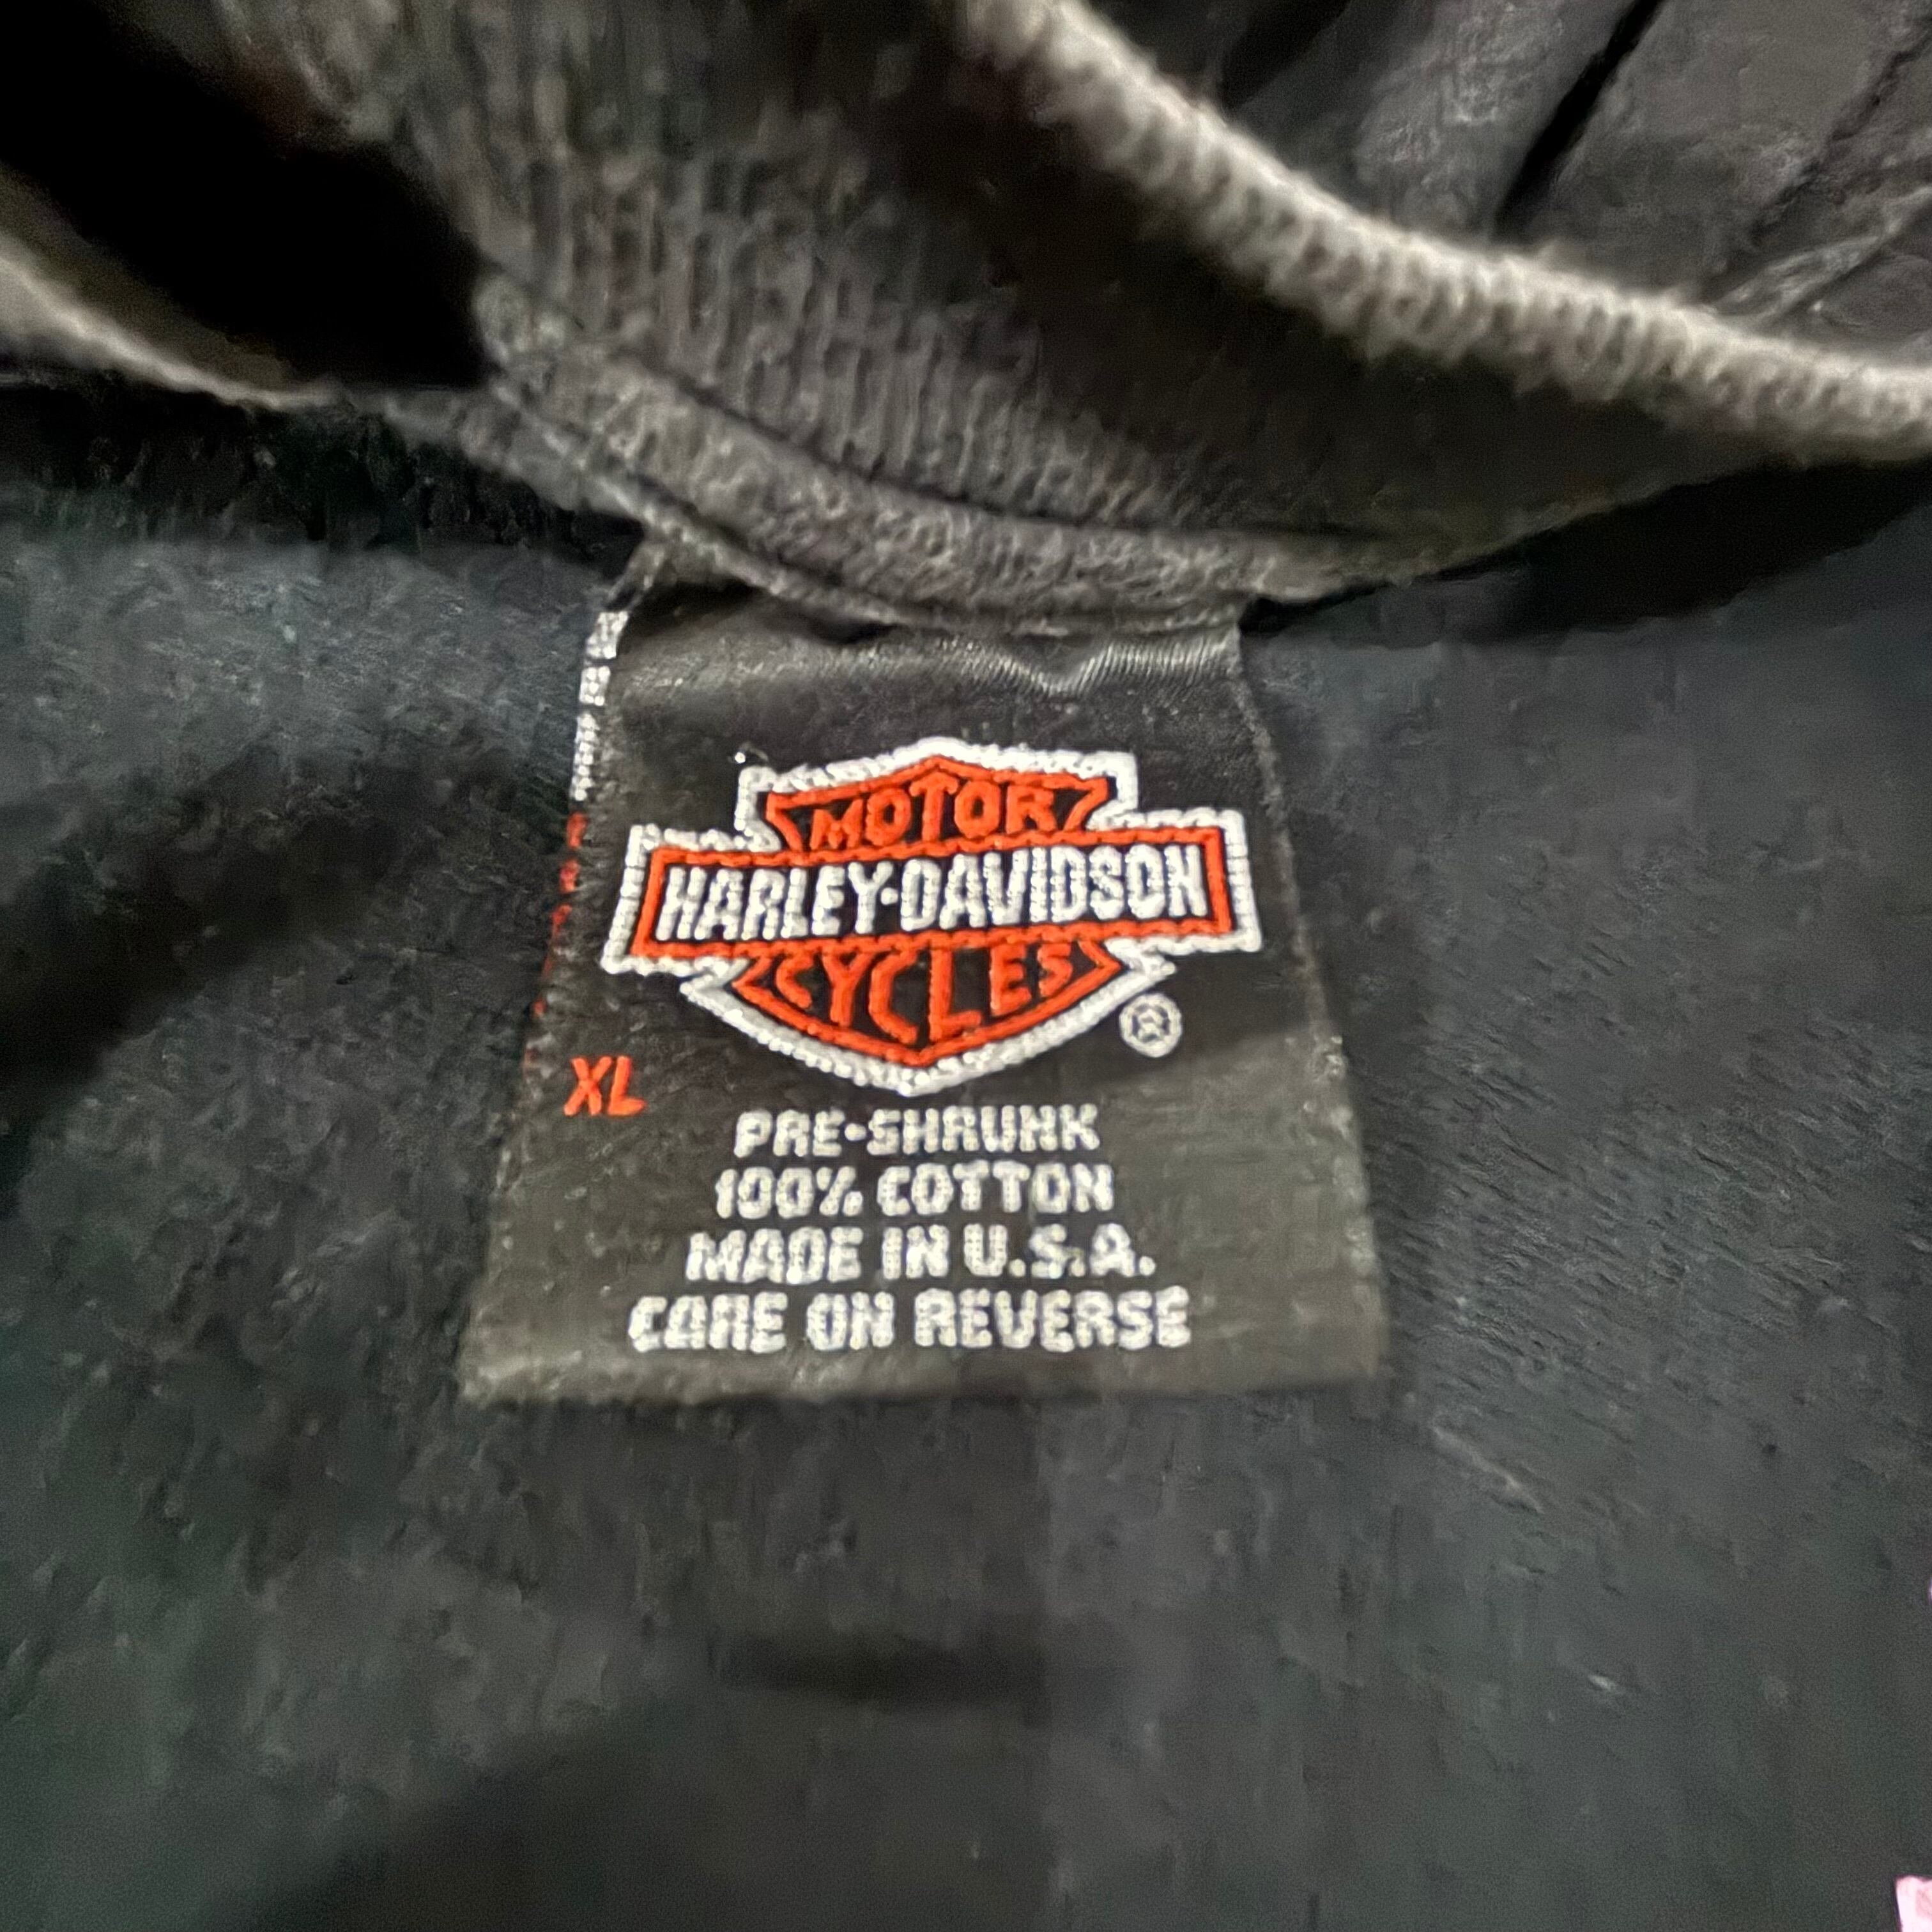 MOTOR
HARLEY-DAVIDSON
CYCLES
®
XL
PRE-SHRUNK
100% COTTON
MADE IN U.S.A.
CARE ON REVERSE